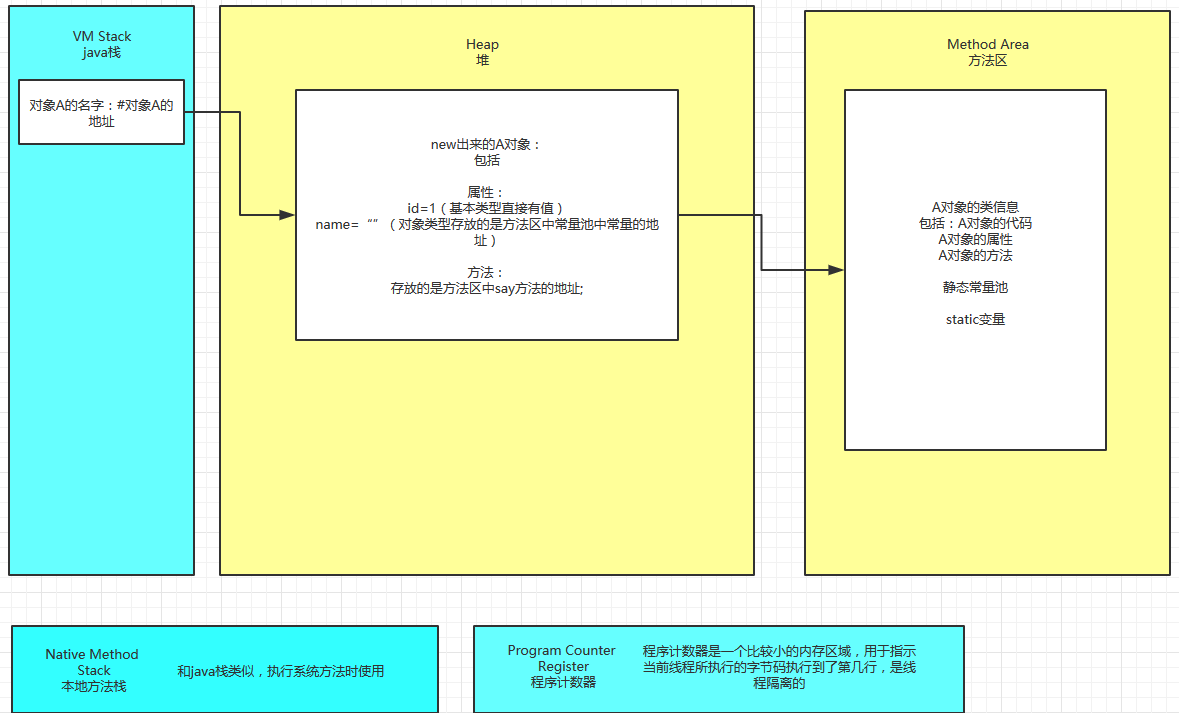 VM Stack
java栈
对象A的名字：#对象A的
地址
Heap
堆
new出来的A对象：
包括
属性：
id=1（基本类型直接有值）
name=“”（对象类型存放的是方法区中常量池中常量的地
址）
方法：
存放的是方法区中say方法的地址;
Method Area
方法区
A对象的类信息
包括：A对象的代码
A对象的属性
A对象的方法
静态常量池
static变量
Native Method
Stack
本地方法栈
和java栈类似，执行系统方法时使用
Program Counter
Register
程序计数器
程序计数器是一个比较小的内存区域，用于指示
当前线程所执行的字节码执行到了第几行，是线
程隔离的